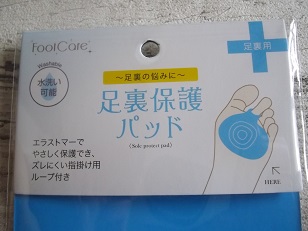 FootCare
足裏用
Washable
水洗い
可能
～足裏の悩みに～
足裏保護
パッド
(Sole protect pad)
エラストマーで
やさしく保護でき、
ズレにくい指掛け用
ループ付き
HERE